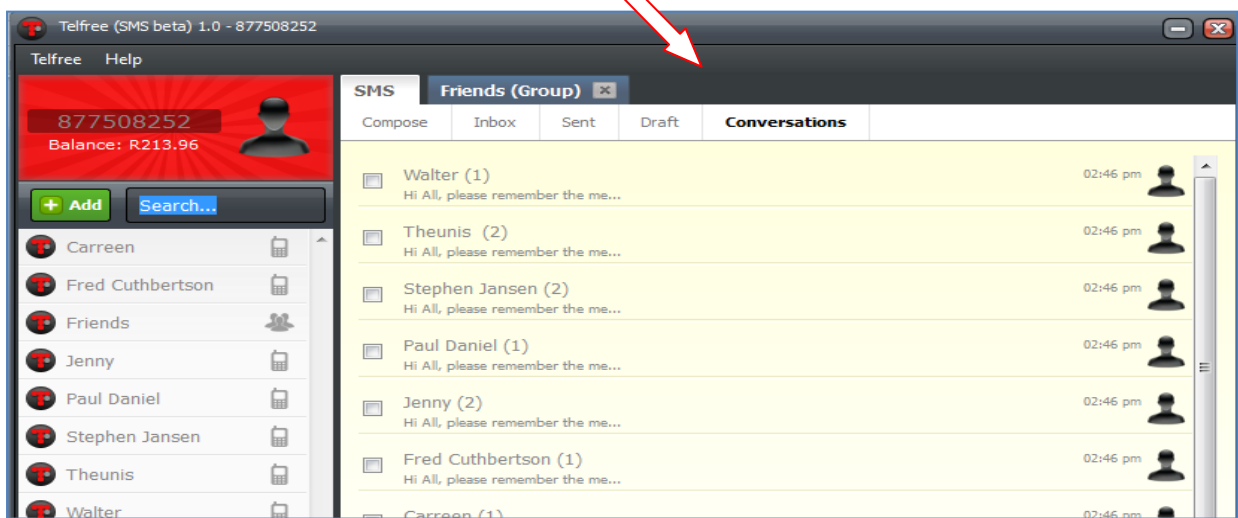 Telfree (SMS beta) 1.0 - 877508252
Telfree Help
877508252
Balance: R213.96
+ Add Search...
Carreen
Fred Cuthbertson
Friends
Jenny
Paul Daniel
Stephen Jansen
Theunis
Walter
SMS Friends (Group)
Compose Inbox Sent Draft Conversations
Walter (1) 02:46 pm
Hi All, please remember the me...
Theunis (2) 02:46 pm
Hi All, please remember the me...
Stephen Jansen (2) 02:46 pm
Hi All, please remember the me...
Paul Daniel (1) 02:46 pm
Hi All, please remember the me...
Jenny (2) 02:46 pm
Hi All, please remember the me...
Fred Cuthbertson (1) 02:46 pm
Hi All, please remember the me...
Carreen (1) 02:46 pm